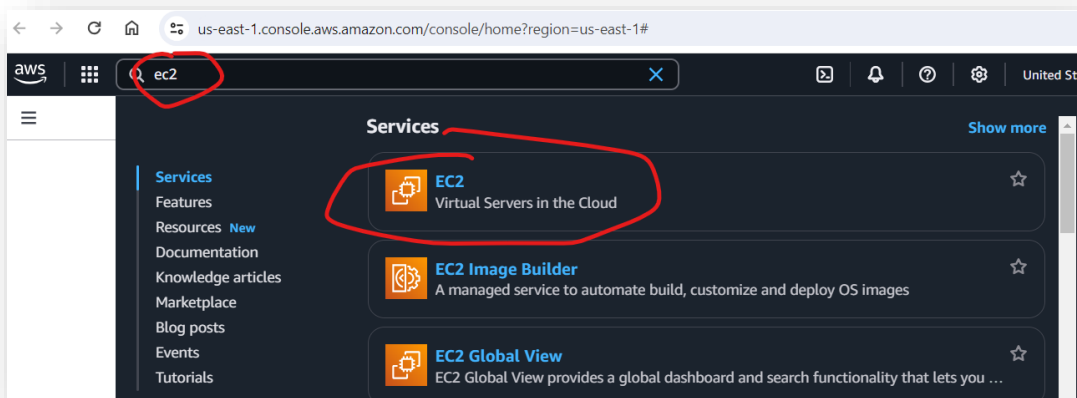 us-east-1.console.aws.amazon.com/console/home?region=us-east-1#
aws
ec2
United St
Services
Show more
Services
Features
Resources New
Documentation
Knowledge articles
Marketplace
Blog posts
Events
Tutorials
EC2
Virtual Servers in the Cloud
EC2 Image Builder
A managed service to automate build, customize and deploy OS images
EC2 Global View
EC2 Global View provides a global dashboard and search functionality that lets you ...